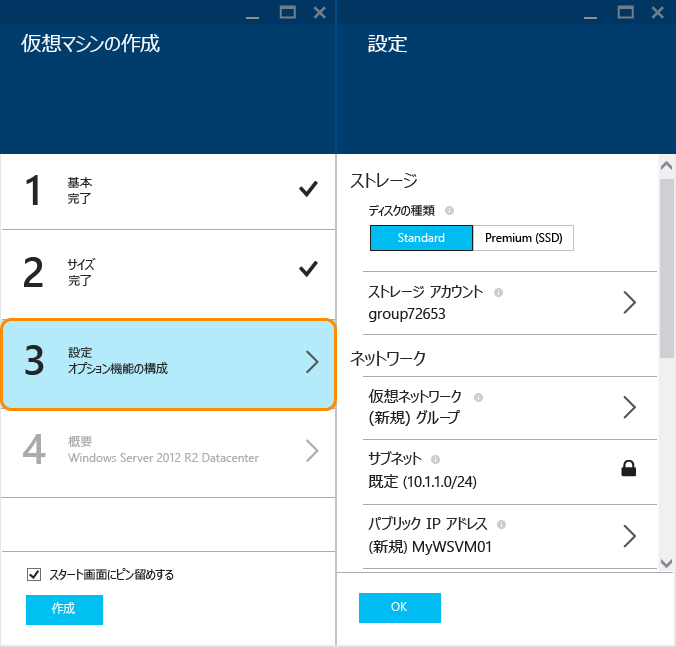 仮想マシンの作成
1
基本
完了
2
サイズ
完了
3
設定
オプション機能の構成
4
概要
Windows Server 2012 R2 Datacenter
スタート画面にピン留めする
作成
設定
ストレージ
ディスクの種類
Standard
Premium (SSD)
ストレージ アカウント
group72653
ネットワーク
仮想ネットワーク
(新規) グループ
サブネット
既定 (10.1.1.0/24)
パブリック IP アドレス
(新規) MyWSVM01
OK